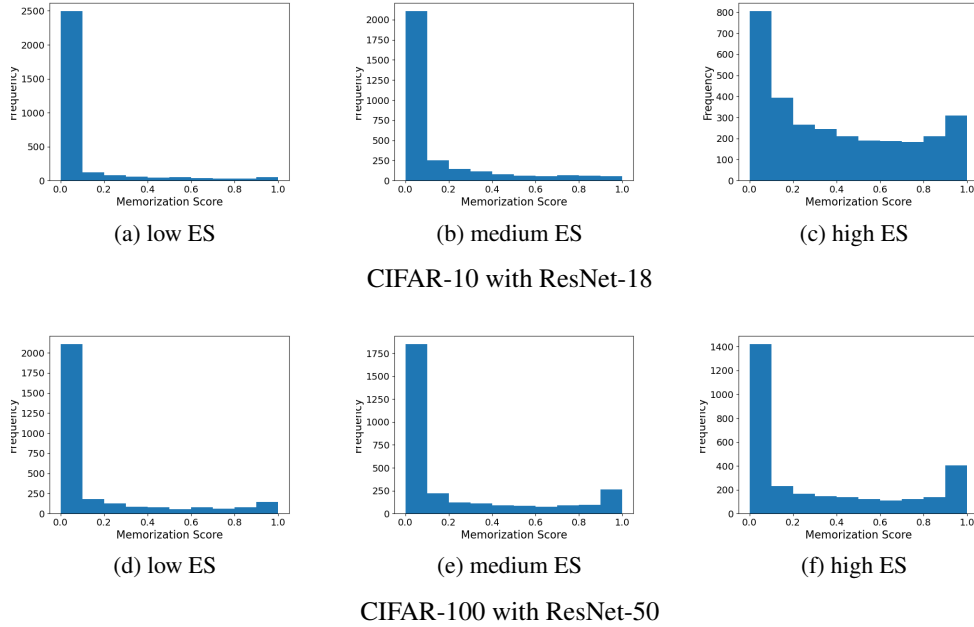 2500
2000
1500
1000
500
0
Frequency
0.0 0.2 0.4 0.6 0.8 1.0
Memorization Score
(a) low ES
2000
1750
1500
1250
1000
750
500
250
0
Frequency
0.0 0.2 0.4 0.6 0.8 1.0
Memorization Score
(b) medium ES
800
700
600
500
400
300
200
100
0
Frequency
0.0 0.2 0.4 0.6 0.8 1.0
Memorization Score
(c) high ES
CIFAR-10 with ResNet-18
2000
1750
1500
1250
1000
750
500
250
0
Frequency
0.0 0.2 0.4 0.6 0.8 1.0
Memorization Score
(d) low ES
1750
1500
1250
1000
750
500
250
0
Frequency
0.0 0.2 0.4 0.6 0.8 1.0
Memorization Score
(e) medium ES
1400
1200
1000
800
600
400
200
0
Frequency
0.0 0.2 0.4 0.6 0.8 1.0
Memorization Score
(f) high ES
CIFAR-100 with ResNet-50